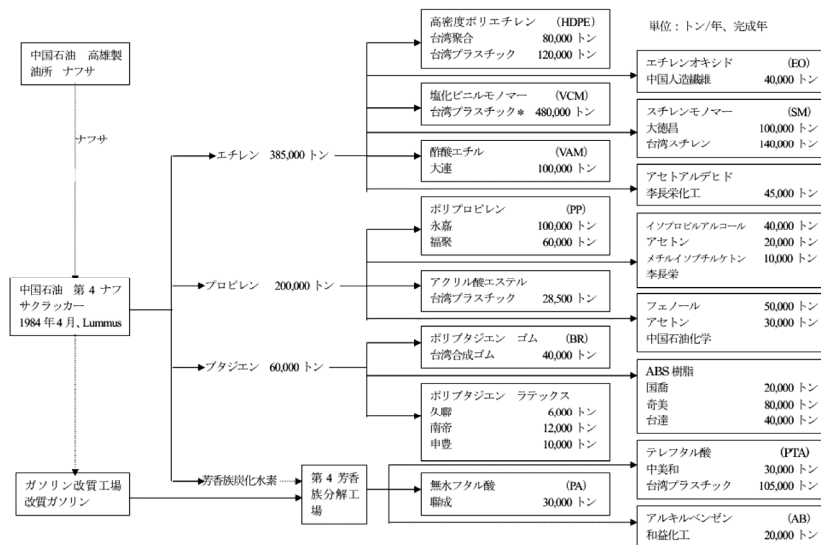 中国石油　高雄製
油所　ナフサ
ナフサ
中国石油　第 4 ナフ
サクラッカー
1984 年 4 月、Lummus
ガソリン改質工場
改質ガソリン
エチレン　385,000 トン
プロピレン　200,000 トン
ブタジエン　60,000 トン
芳香族炭化水素
第 4 芳香
族分解工
場
高密度ポリエチレン　(HDPE)
台湾聚合　80,000 トン
台湾プラスチック　120,000 トン
塩化ビニルモノマー　(VCM)
台湾プラスチック＊　480,000 トン
酢酸エチル　(VAM)
大連　100,000 トン
ポリプロピレン　(PP)
永嘉　100,000 トン
福聚　60,000 トン
アクリル酸エステル
台湾プラスチック　28,500 トン
ポリブタジエン　ゴム　(BR)
台湾合成ゴム　40,000 トン
ポリブタジエン　ラテックス
久聯　6,000 トン
南帝　12,000 トン
申豊　10,000 トン
無水フタル酸　(PA)
聯成　30,000 トン
単位：トン/年、完成年
エチレンオキシド　(EO)
中国人造繊維　40,000 トン
スチレンモノマー　(SM)
大徳昌　100,000 トン
台湾スチレン　140,000 トン
アセトアルデヒド
李長栄化工　45,000 トン
イソプロピルアルコール　40,000 トン
アセトン　20,000 トン
メチルイソブチルケトン　10,000 トン
李長栄
フェノール　50,000 トン
アセトン　30,000 トン
中国石油化学
ABS 樹脂
国喬　20,000 トン
奇美　80,000 トン
台達　40,000 トン
テレフタル酸　(PTA)
中美和　30,000 トン
台湾プラスチック　105,000 トン
アルキルベンゼン　(AB)
和益化工　20,000 トン